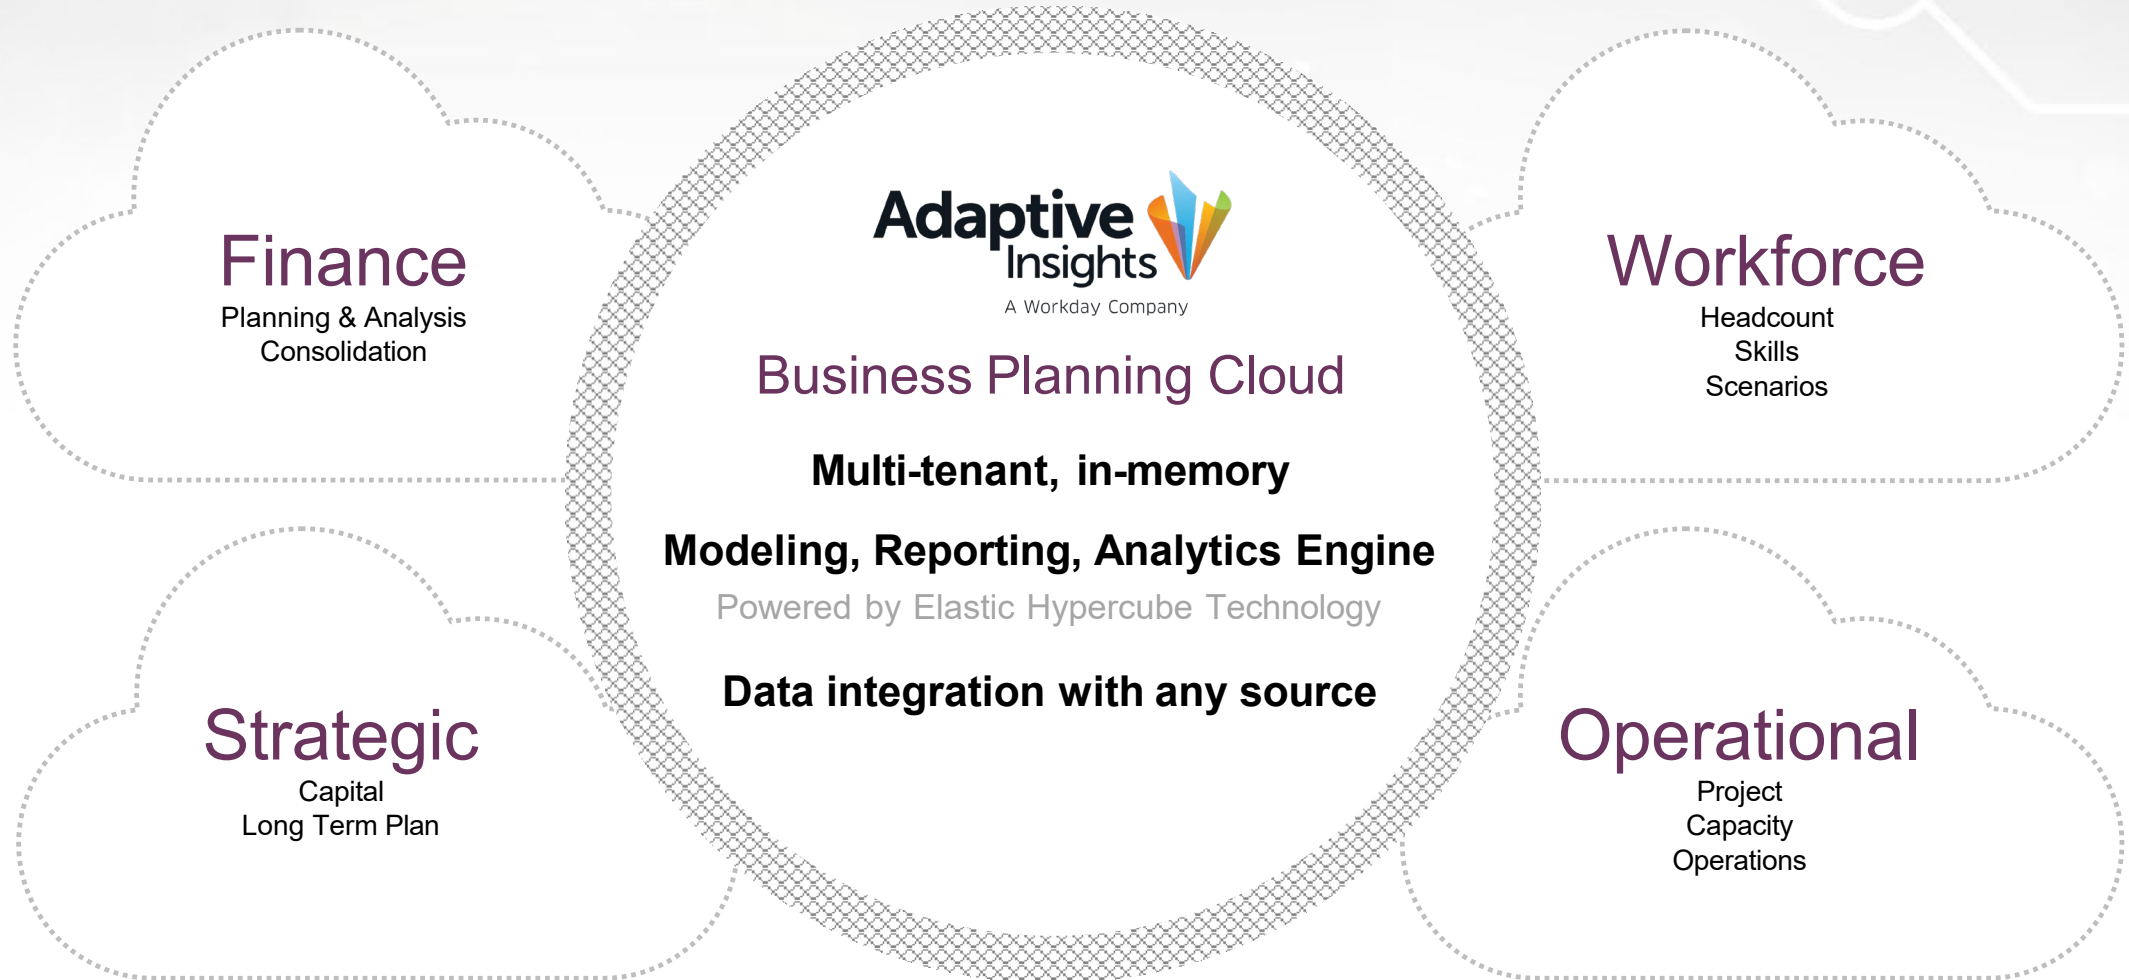 Finance
Planning & Analysis
Consolidation
Adaptive
Insights
A Workday Company
Business Planning Cloud
Multi-tenant, in-memory
Modeling, Reporting, Analytics Engine
Powered by Elastic Hypercube Technology
Data integration with any source
Workforce
Headcount
Skills
Scenarios
Strategic
Capital
Long Term Plan
Operational
Project
Capacity
Operations